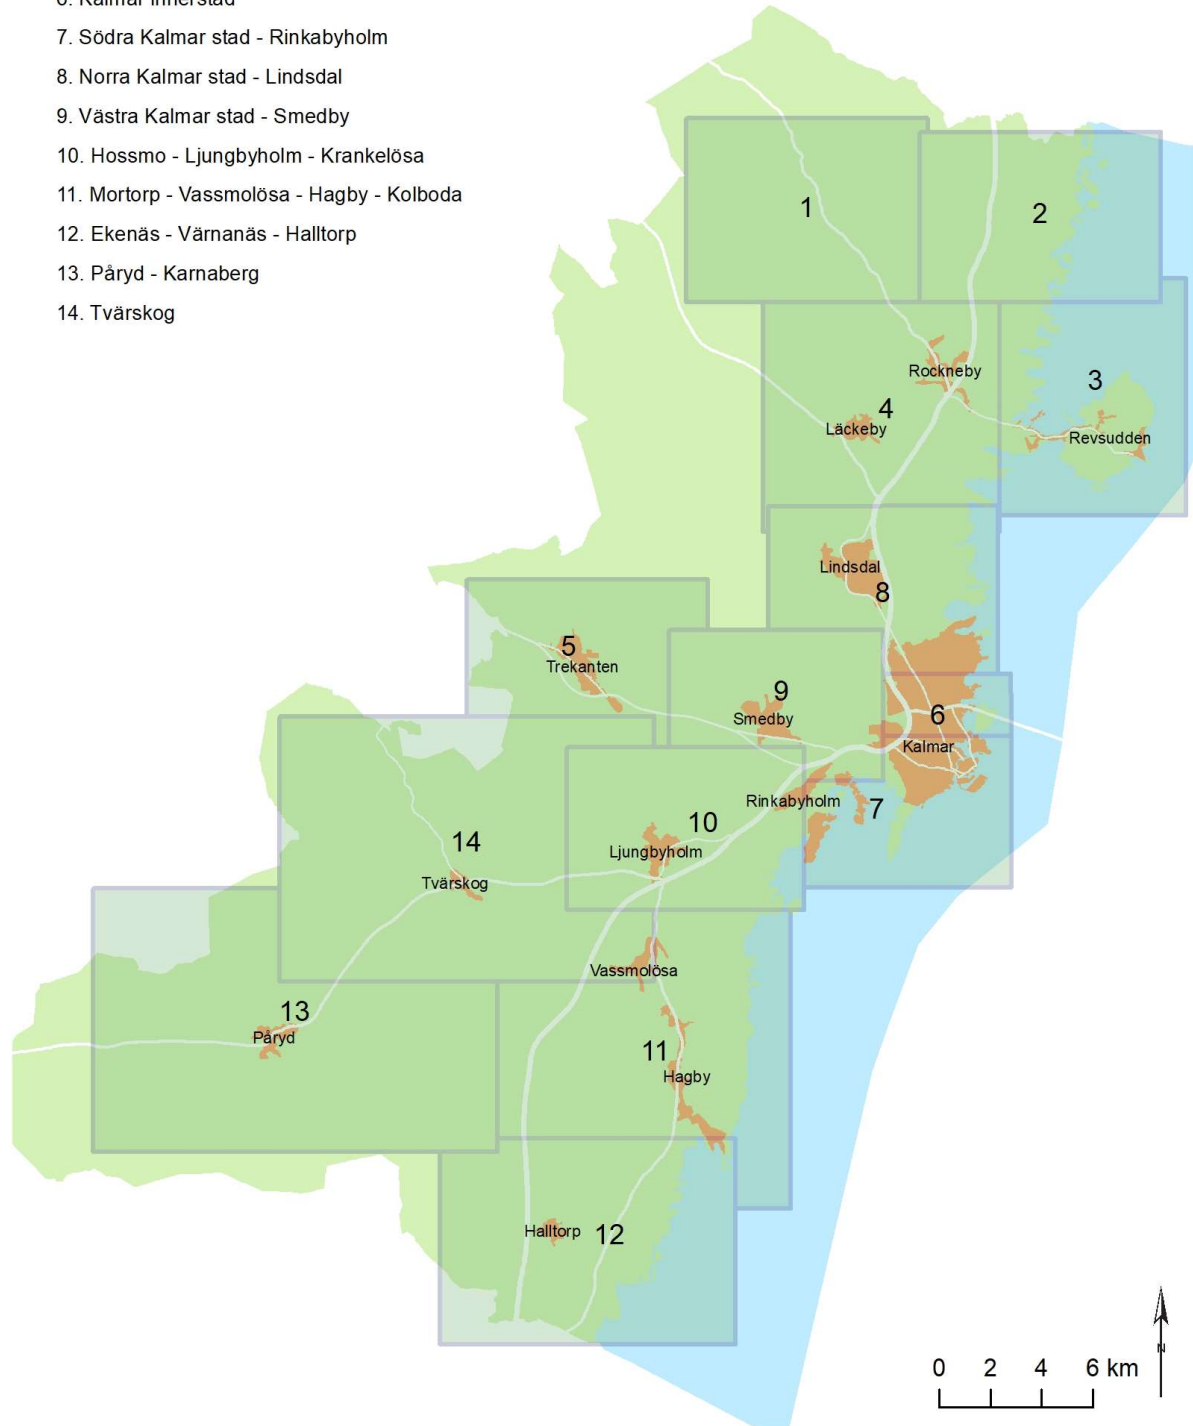 6. Kalmar innerstad
7. Södra Kalmar stad - Rinkabyholm
8. Norra Kalmar stad - Lindsdal
9. Västra Kalmar stad - Smedby
10. Hossmo - Ljungbyholm - Krankelösa
11. Mortorp - Vassmolösa - Hagby - Kolboda
12. Ekenäs - Värnanäs - Halltorp
13. Påryd - Karnaberg
14. Tvärskog
1
2
Rockneby
3
4
Läckeby
Revsudden
Lindsdal
8
5
Trekanten
9
Smedby
6
Kalmar
Rinkabyholm
7
10
14
Ljungbyholm
Tvärskog
Vassmolösa
13
Påryd
11
Hagby
Halltorp
12
N
0 2 4 6 km